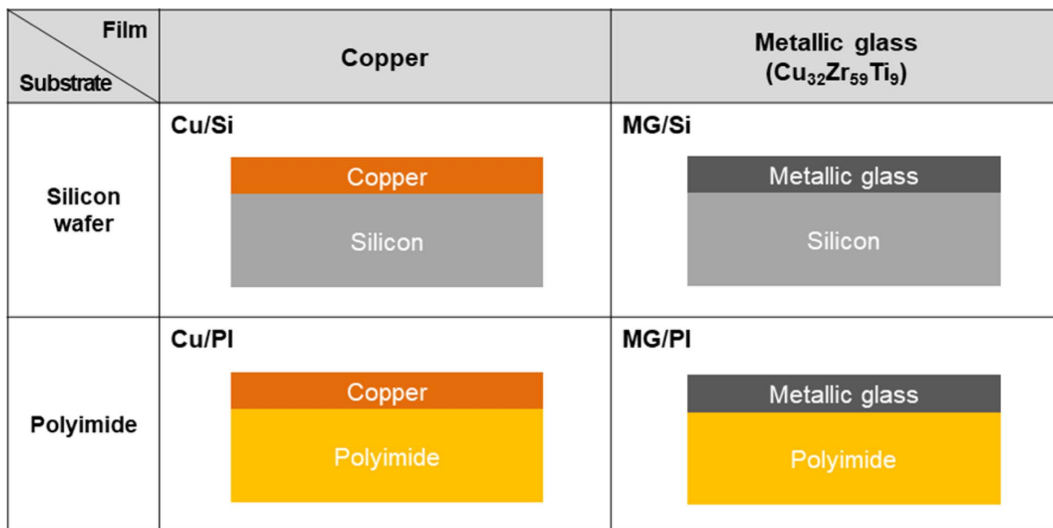 Film
Substrate
Copper
Metallic glass
(Cu₃₂Zr₅₉Ti₉)
Silicon
wafer
Cu/Si
Copper
Silicon
MG/Si
Metallic glass
Silicon
Polyimide
Cu/PI
Copper
Polyimide
MG/PI
Metallic glass
Polyimide